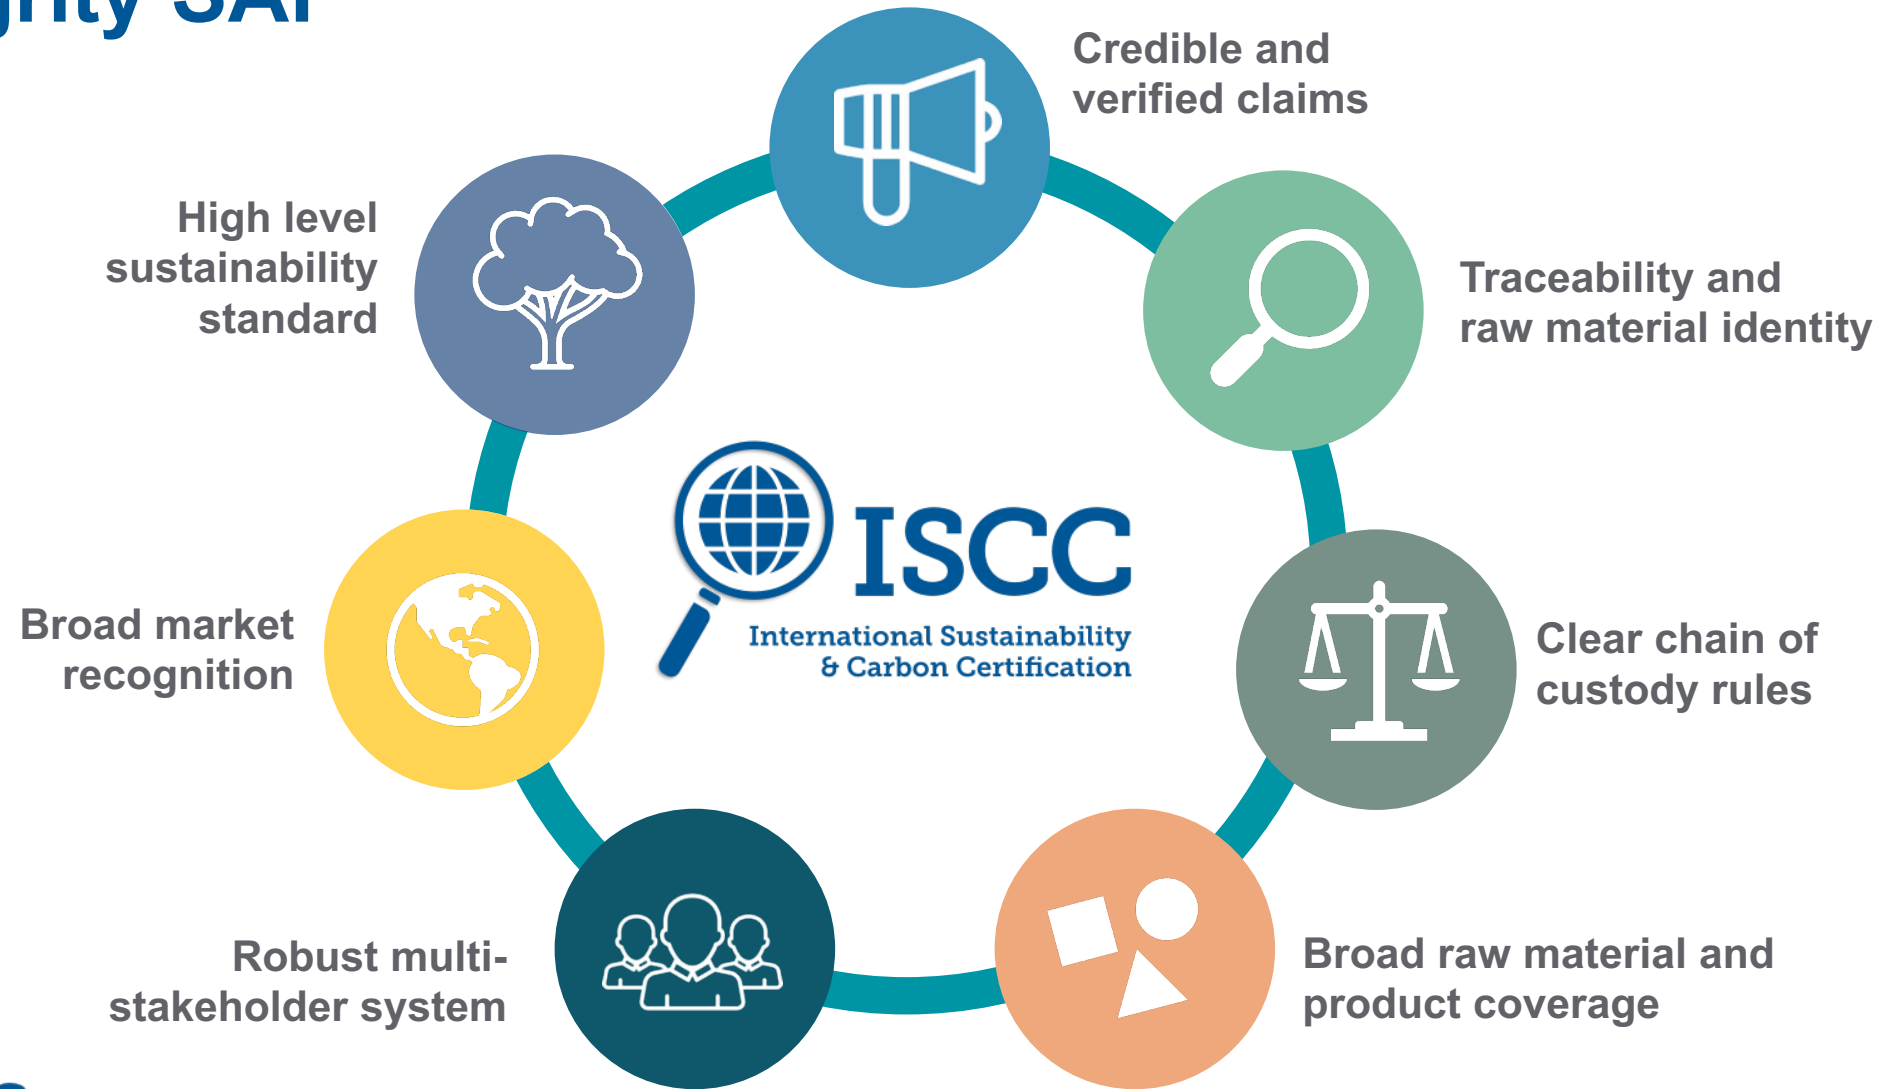 SAF
Credible and
verified claims
High level
sustainability
standard
Traceability and
raw material identity
ISCC
International Sustainability
& Carbon Certification
Broad market
recognition
Clear chain of
custody rules
Robust multi-
stakeholder system
Broad raw material and
product coverage